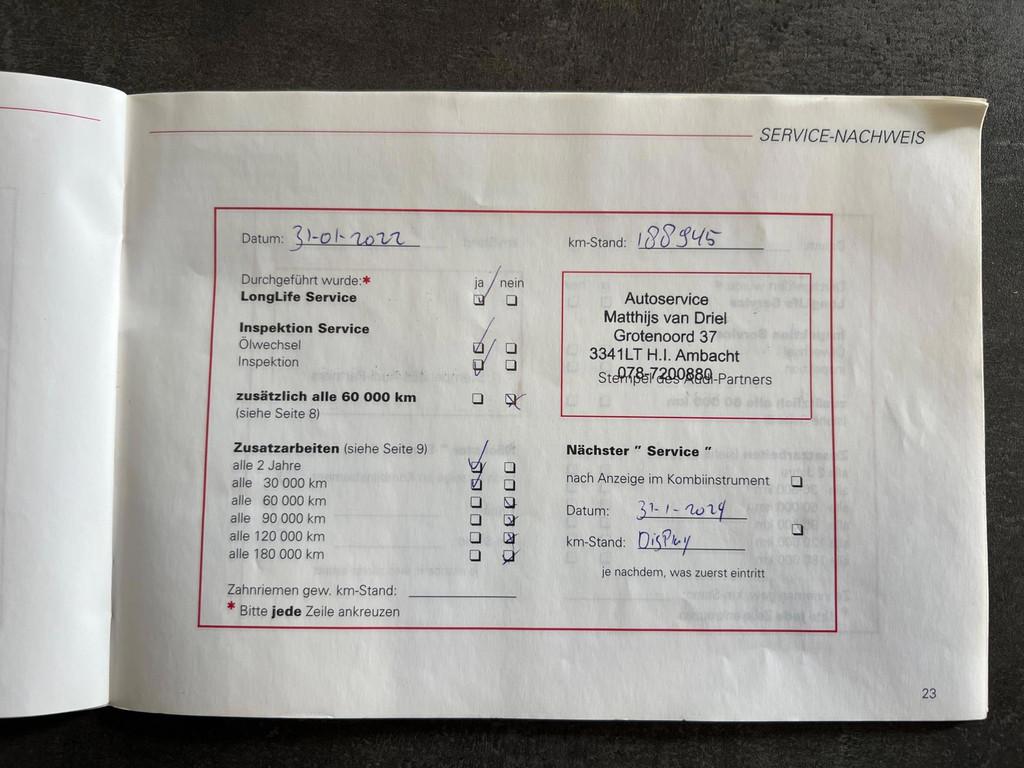 SERVICE-NACHWEIS
Datum: 31-01-2022
km-Stand: 188945
Durchgeführt wurde:* ja nein
LongLife Service
Inspektion Service
Ölwechsel
Inspektion
zusätzlich alle 60 000 km
(siehe Seite 8)
Zusatzarbeiten (siehe Seite 9)
alle 2 Jahre
alle 30 000 km
alle 60 000 km
alle 90 000 km
alle 120 000 km
alle 180 000 km
Zahnriemen gew. km-Stand:
* Bitte jede Zeile ankreuzen
Autoservice
Matthijs van Driel
Grotenoord 37
3341LT H.I. Ambacht
078-7200880
Stempel des Audi-Partners
Nächster " Service "
nach Anzeige im Kombiinstrument
Datum: 31-1-2024
km-Stand: Display
je nachdem, was zuerst eintritt
23